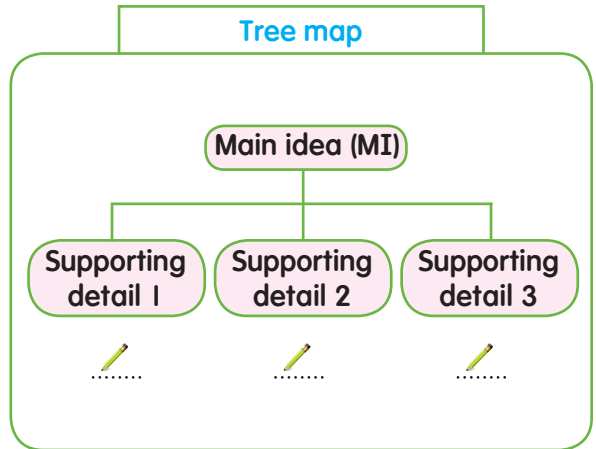 Tree map
Main idea (MI)
Supporting
detail 1
Supporting
detail 2
Supporting
detail 3
........
........
........